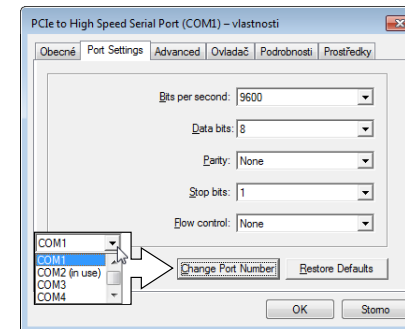 PCIe to High Speed Serial Port (COM1) – vlastnosti
Obecné Port Settings Advanced Ovladač Podrobnosti Prostředky
Bits per second: 9600
Data bits: 8
Parity: None
Stop bits: 1
Flow control: None
COM1
COM1
COM2 (in use)
COM3
COM4
Change Port Number Restore Defaults
OK Storno